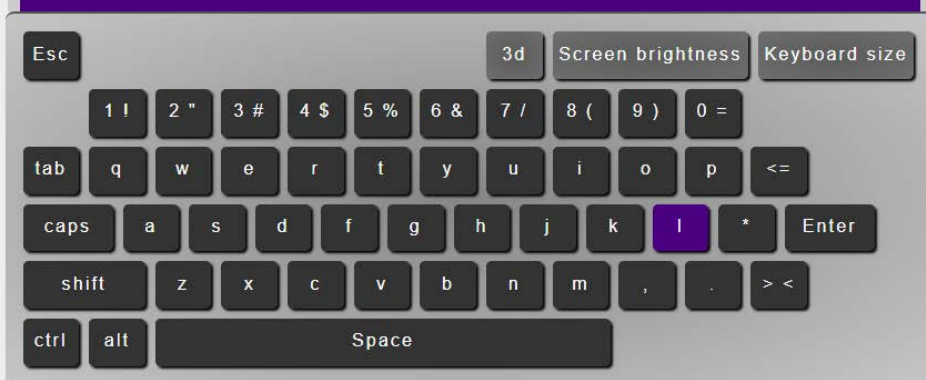 Esc 3d Screen brightness Keyboard size
1 ! 2 " 3 # 4 $ 5 % 6 & 7 / 8 ( 9 ) 0 =
tab q w e r t y u i o p <=
caps a s d f g h j k l * Enter
shift z x c v b n m , . > <
ctrl alt Space